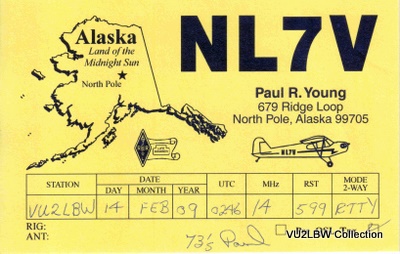 Alaska
Land of the
Midnight Sun
North Pole
NL7V
Paul R. Young
679 Ridge Loop
North Pole, Alaska 99705
NL7V
STATION DATE UTC MHz RST MODE
DAY MONTH YEAR 2-WAY
VU2LBW 14 FEB 09 0246 14 599 RTTY
RIG:
ANT:
73's Paul
VU2LBW Collection